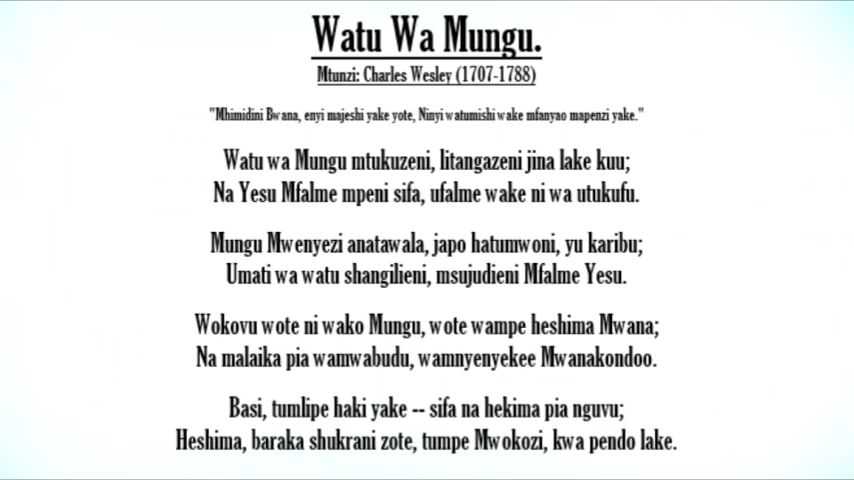 Watu Wa Mungu.
Mtunzi: Charles Wesley (1707-1788)
"Mhimidini Bwana, enyi majeshi yake yote, Ninyi watumishi wake mfanyao mapenzi yake."
Watu wa Mungu mtukuzeni, litangazeni jina lake kuu;
Na Yesu Mfalme mpeni sifa, ufalme wake ni wa utukufu.
Mungu Mwenyezi anatawala, japo hatumwoni, yu karibu;
Umati wa watu shangilieni, msujudieni Mfalme Yesu.
Wokovu wote ni wako Mungu, wote wampe heshima Mwana;
Na malaika pia wamwabudu, wamnyenyekee Mwanakondoo.
Basi, tumlipe haki yake -- sifa na hekima pia nguvu;
Heshima, baraka shukrani zote, tumpe Mwokozi, kwa pendo lake.